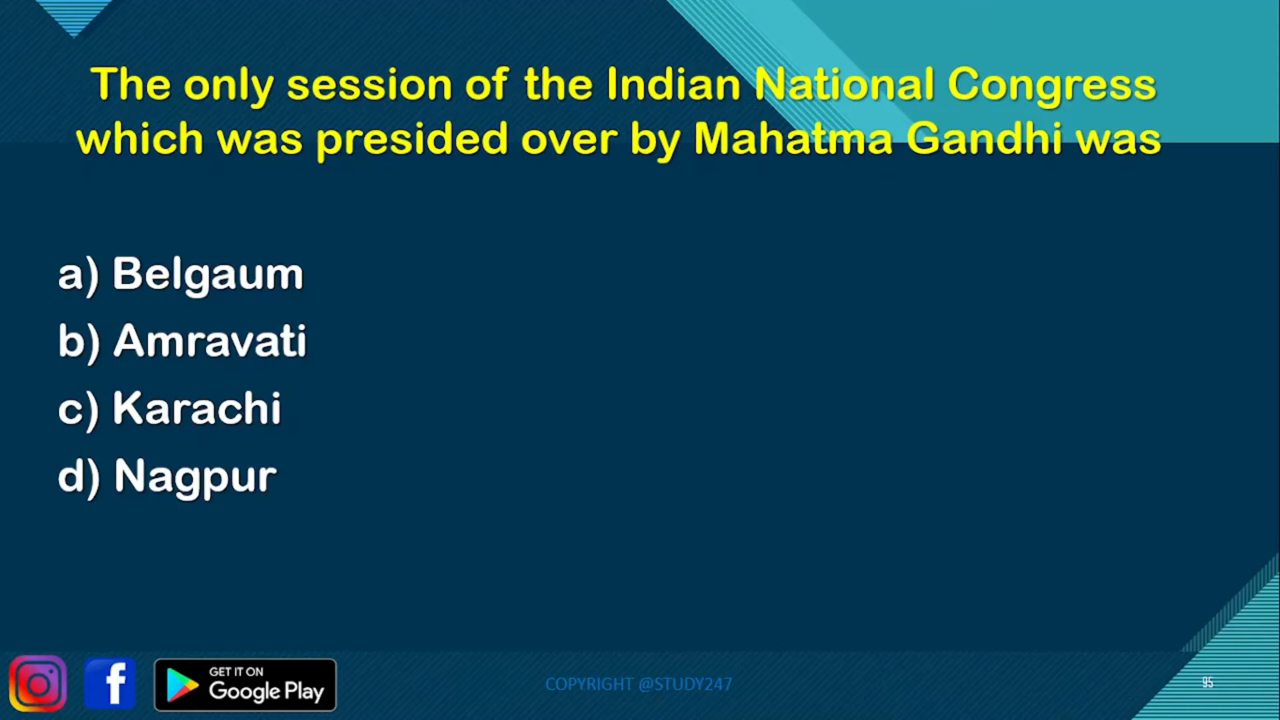 The only session of the Indian National Congress
which was presided over by Mahatma Gandhi was
a) Belgaum
b) Amravati
c) Karachi
d) Nagpur
GET IT ON
Google Play
COPYRIGHT @STUDY247
95